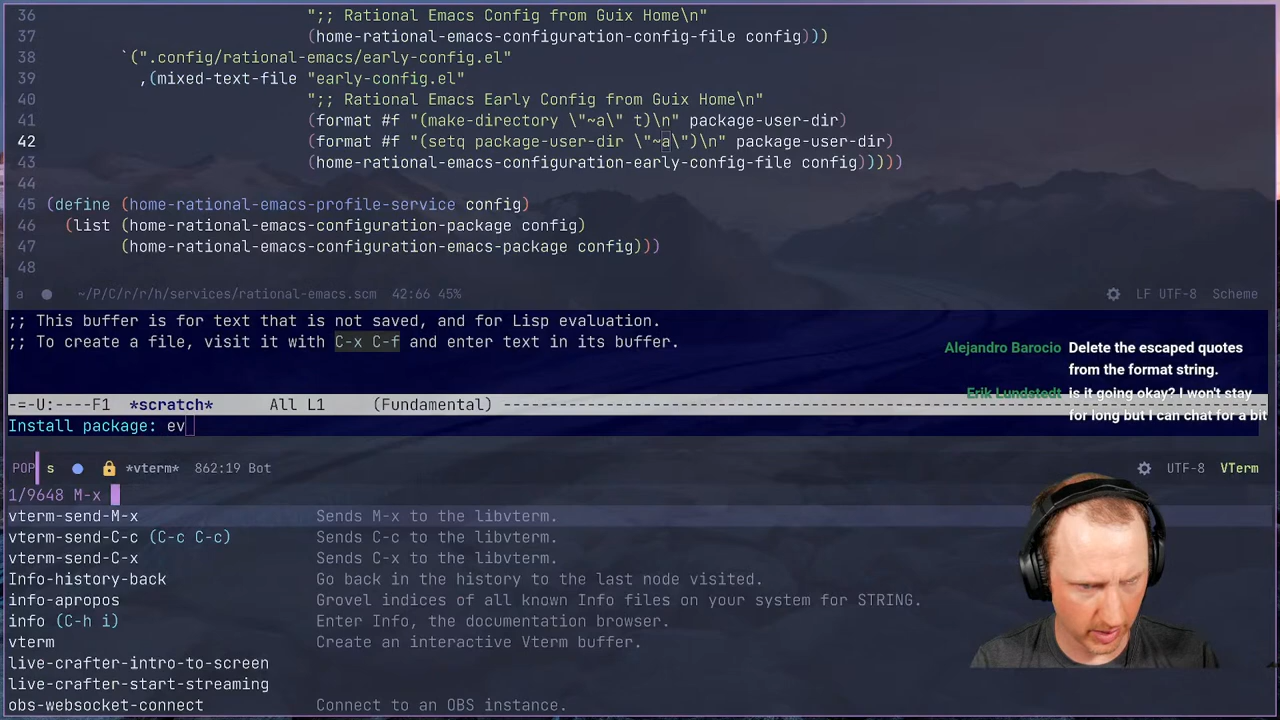 36 ";; Rational Emacs Config from Guix Home\n"
37 (home-rational-emacs-configuration-config-file config)))
38 `(".config/rational-emacs/early-config.el"
39 ,(mixed-text-file "early-config.el"
40 ";; Rational Emacs Early Config from Guix Home\n"
41 (format #f "(make-directory \"~a\" t)\n" package-user-dir)
42 (format #f "(setq package-user-dir \"~a\")\n" package-user-dir)
43 (home-rational-emacs-configuration-early-config-file config)))))
44
45 (define (home-rational-emacs-profile-service config)
46 (list (home-rational-emacs-configuration-package config)
47 (home-rational-emacs-configuration-emacs-package config)))
48
a ~/P/C/r/r/h/services/rational-emacs.scm 42:66 45% LF UTF-8 Scheme
;; This buffer is for text that is not saved, and for Lisp evaluation.
;; To create a file, visit it with C-x C-f and enter text in its buffer.
Alejandro Barocio Delete the escaped quotes
from the format string.
Erik Lundstedt is it going okay? I won't stay
for long but I can chat for a bit
-=-U:----F1 *scratch* All L1 (Fundamental) ----------------------------------------
Install package: ev
POP s *vterm* 862:19 Bot UTF-8 VTerm
1/9648 M-x
vterm-send-M-x Sends M-x to the libvterm.
vterm-send-C-c (C-c C-c) Sends C-c to the libvterm.
vterm-send-C-x Sends C-x to the libvterm.
Info-history-back Go back in the history to the last node visited.
info-apropos Grovel indices of all known Info files on your system for STRING.
info (C-h i) Enter Info, the documentation browser.
vterm Create an interactive Vterm buffer.
live-crafter-intro-to-screen
live-crafter-start-streaming
obs-websocket-connect Connect to an OBS instance.